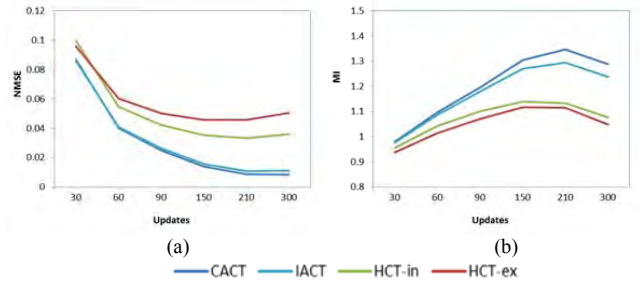 0.12
0.1
0.08
0.06
0.04
0.02
0
NMSE
30 60 90 150 210 300
Updates
(a)
1.5
1.4
1.3
1.2
1.1
1
0.9
0.8
MI
30 60 90 150 210 300
Updates
(b)
CACT IACT HCT-in HCT-ex